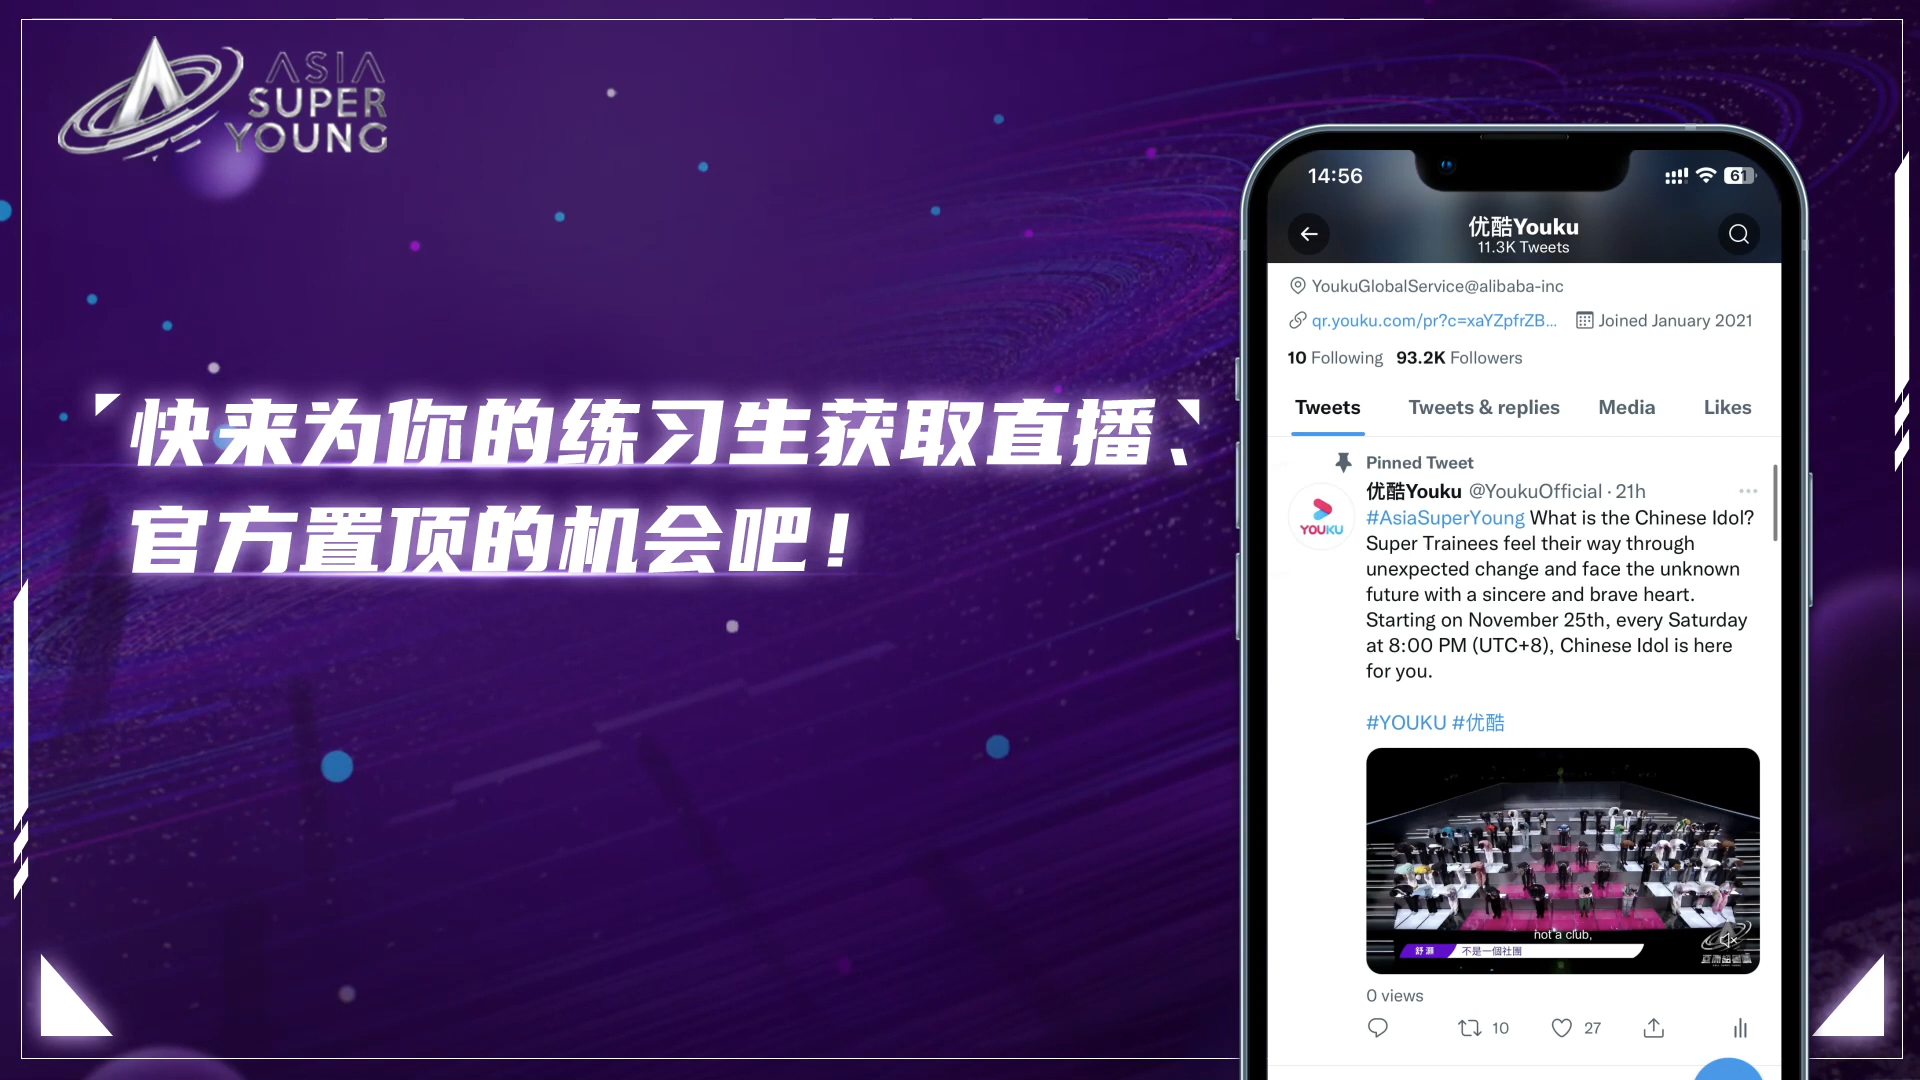 ASIA
SUPER
YOUNG
快来为你的练习生获取直播、
官方置顶的机会吧！
14:56
61
优酷Youku
11.3K Tweets
YoukuGlobalService@alibaba-inc
qr.youku.com/pr?c=xaYZpfrZB...
Joined January 2021
10 Following 93.2K Followers
Tweets Tweets & replies Media Likes
Pinned Tweet
优酷Youku @YoukuOfficial · 21h
#AsiaSuperYoung What is the Chinese Idol?
Super Trainees feel their way through
unexpected change and face the unknown
future with a sincere and brave heart.
Starting on November 25th, every Saturday
at 8:00 PM (UTC+8), Chinese Idol is here
for you.
#YOUKU #优酷
YOUKU
not a club,
不是一個社團
0 views
10 27